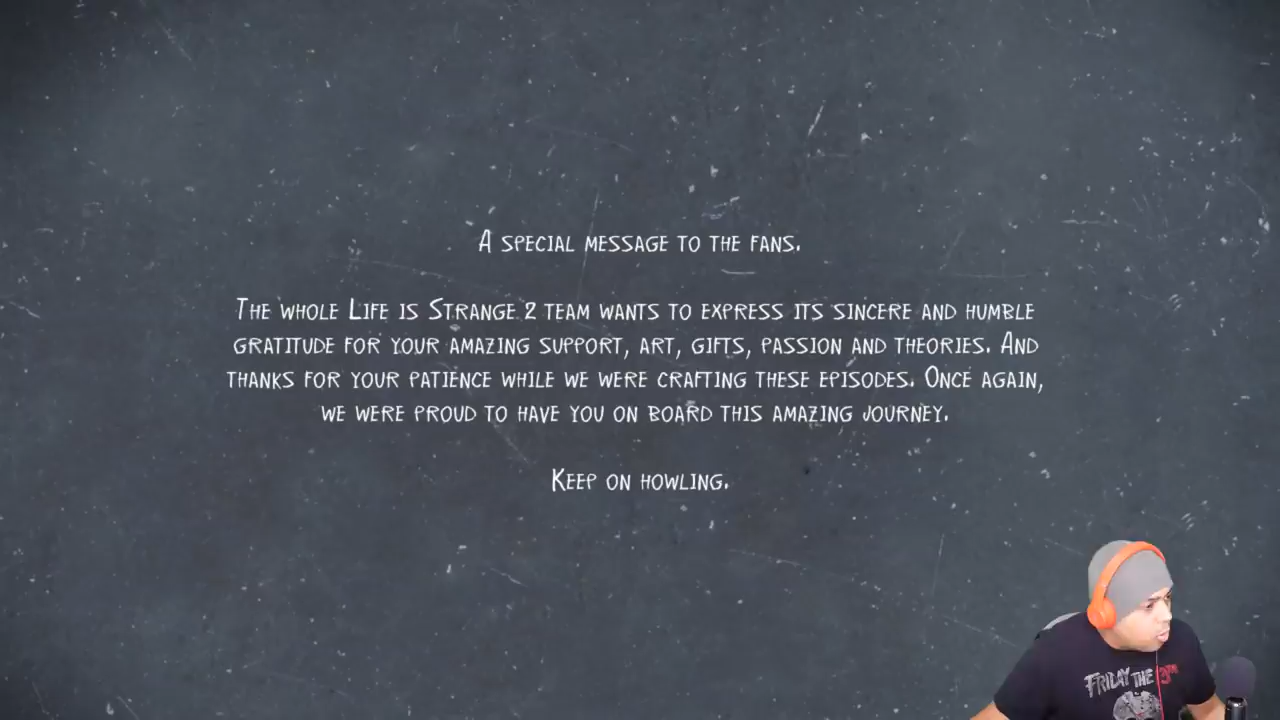 A SPECIAL MESSAGE TO THE FANS.
THE WHOLE LIFE IS STRANGE 2 TEAM WANTS TO EXPRESS ITS SINCERE AND HUMBLE
GRATITUDE FOR YOUR AMAZING SUPPORT, ART, GIFTS, PASSION AND THEORIES. AND
THANKS FOR YOUR PATIENCE WHILE WE WERE CRAFTING THESE EPISODES. ONCE AGAIN,
WE WERE PROUD TO HAVE YOU ON BOARD THIS AMAZING JOURNEY.
KEEP ON HOWLING.
FRIDAY THE 13TH